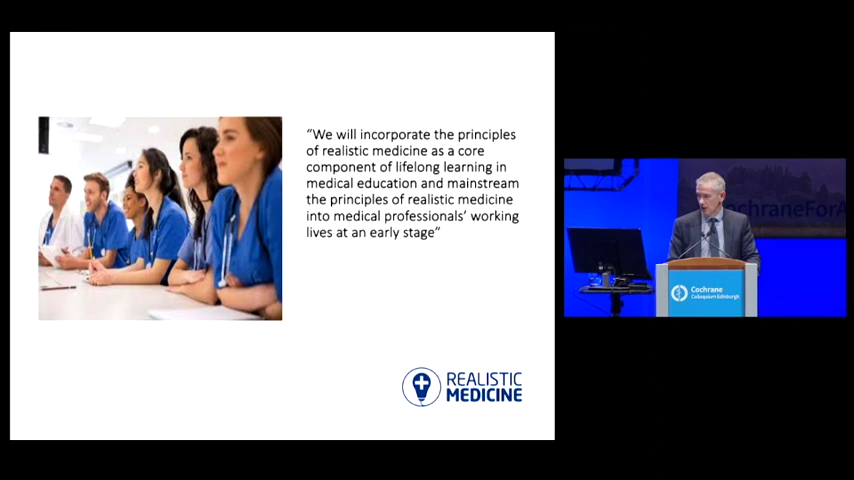 “We will incorporate the principles
of realistic medicine as a core
component of lifelong learning in
medical education and mainstream
the principles of realistic medicine
into medical professionals’ working
lives at an early stage”
REALISTIC
MEDICINE
ochraneForA
Cochrane
Colloquium Edinburgh